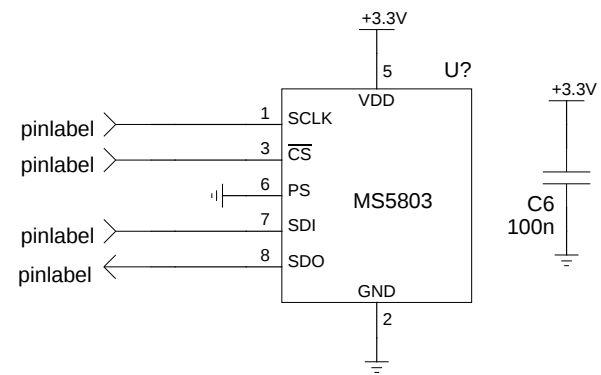 +3.3V
5
U?
VDD
+3.3V
pinlabel
1
SCLK
pinlabel
3
CS
6
PS
MS5803
C6
100n
pinlabel
7
SDI
pinlabel
8
SDO
GND
2